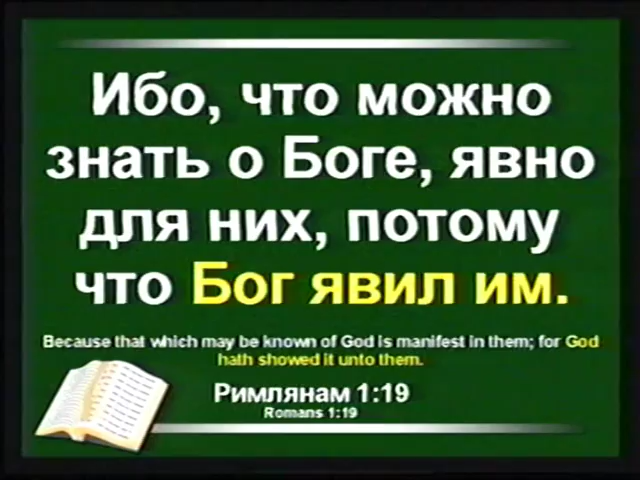 Ибо, что можно
знать о Боге, явно
для них, потому
что Бог явил им.
Because that which may be known of God is manifest in them; for God
hath showed it unto them.
Римлянам 1:19
Romans 1:19